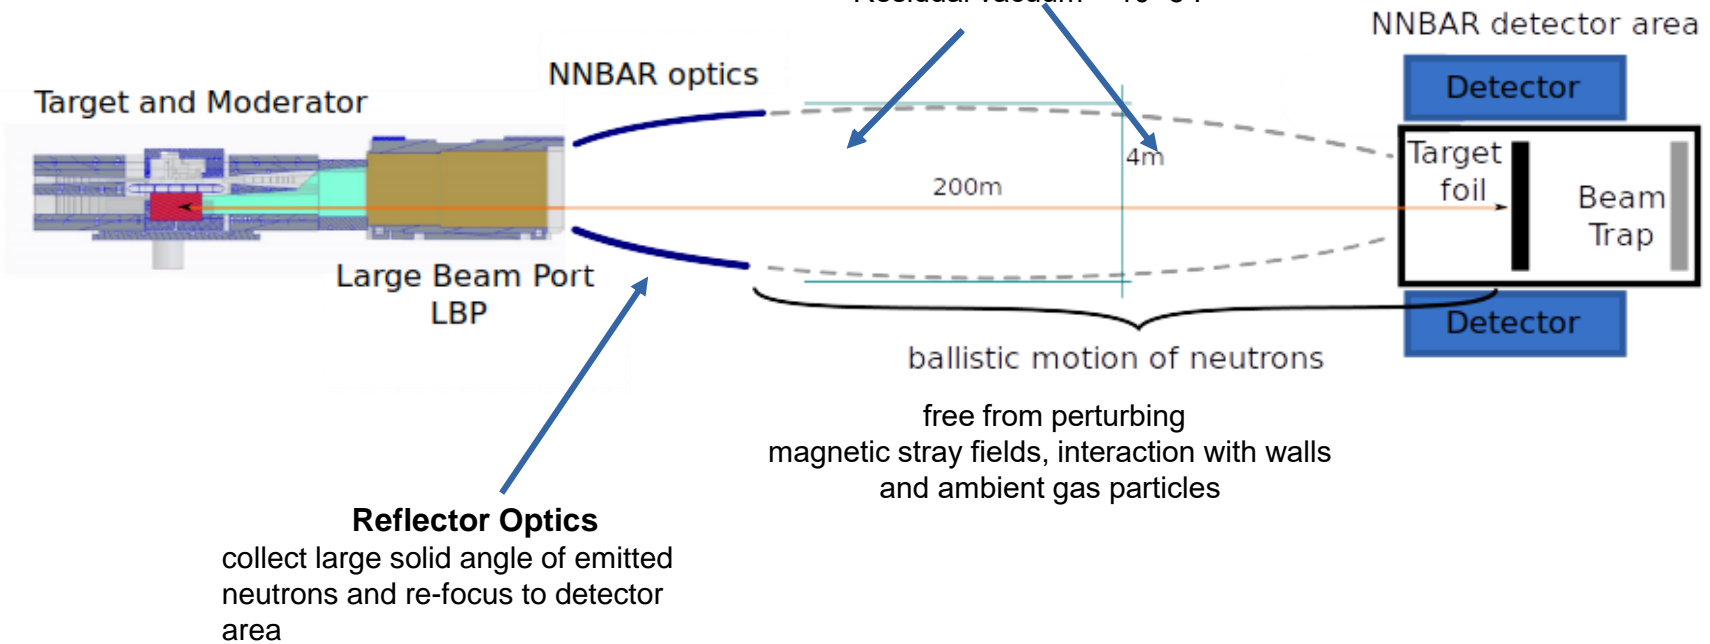 NNBAR detector area
NNBAR optics
Target and Moderator
Detector
4m
200m
Target
foil
Beam
Trap
Large Beam Port
LBP
Detector
ballistic motion of neutrons
free from perturbing
magnetic stray fields, interaction with walls
and ambient gas particles
Reflector Optics
collect large solid angle of emitted
neutrons and re-focus to detector
area